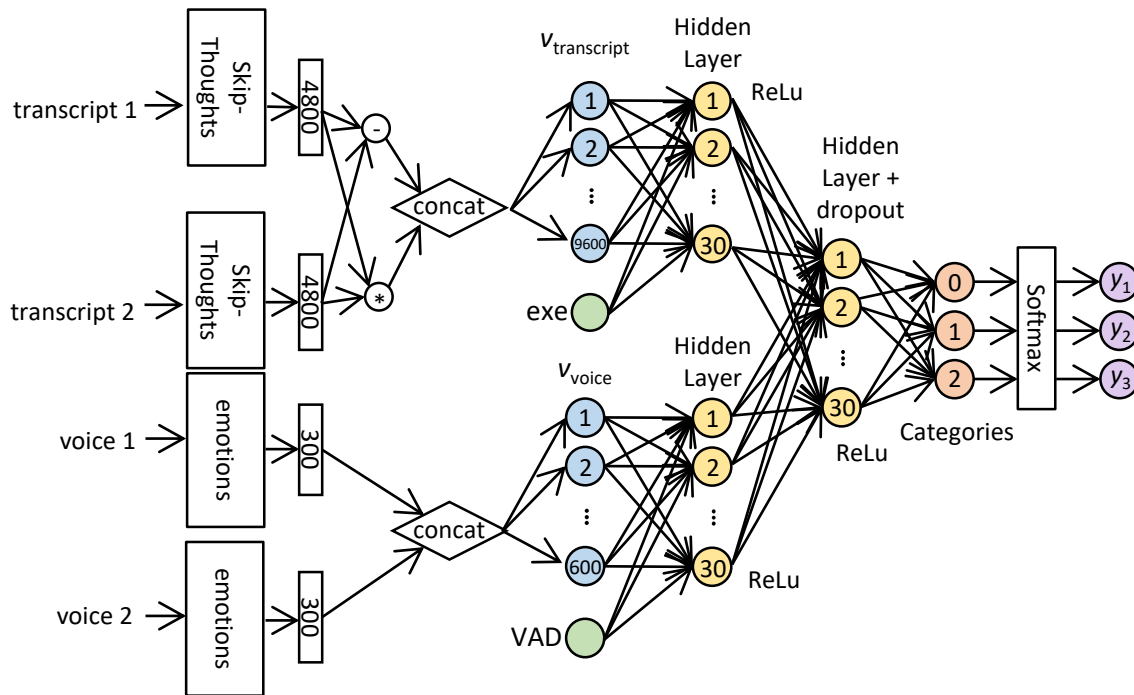 transcript 1
Skip-
Thoughts
4800
-
transcript 2
Skip-
Thoughts
4800
*
concat
v transcript
1
2
...
9600
exe
Hidden
Layer
ReLu
1
2
...
30
voice 1
emotions
300
voice 2
emotions
300
concat
v voice
1
2
...
600
VAD
Hidden
Layer
1
2
...
30
ReLu
Hidden
Layer +
dropout
1
2
...
30
ReLu
0
1
2
Categories
Softmax
y1
y2
y3